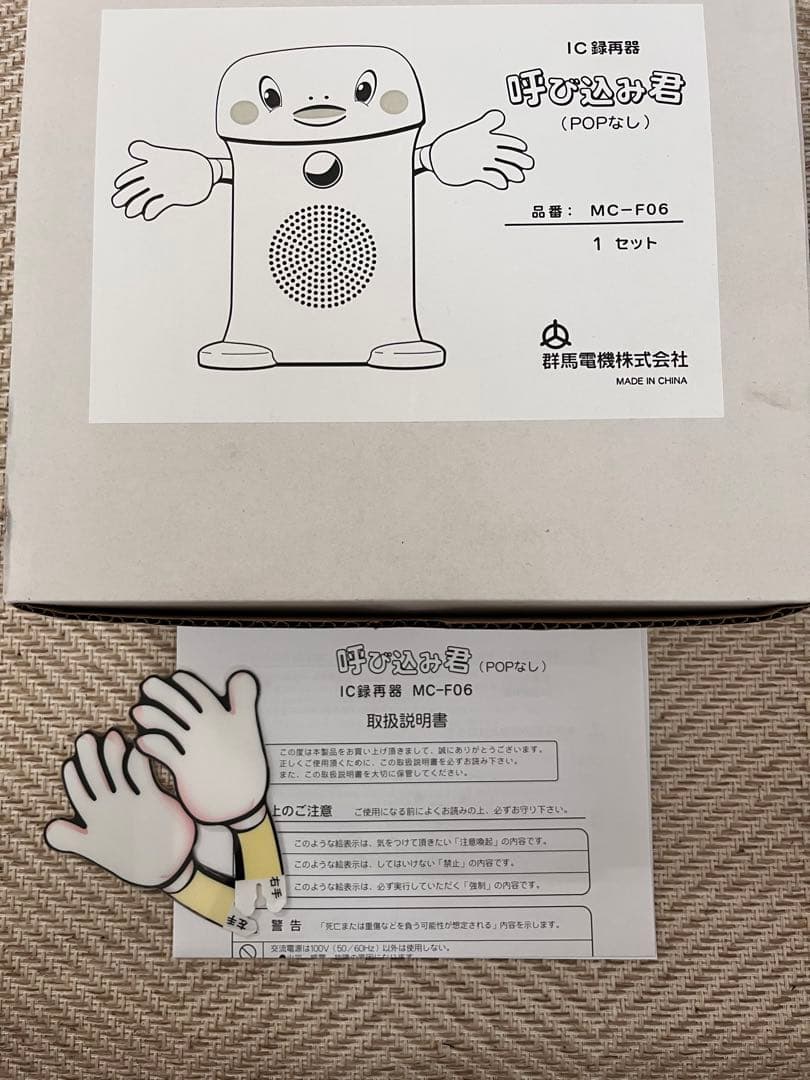 IC録再器
呼び込み君
(POPなし)
品番: MC-F06
1 セット
群馬電機株式会社
MADE IN CHINA
呼び込み君(POPなし)
IC録再器 MC-F06
取扱説明書
この度は本製品をお買い上げ頂きまして、誠にありがとうございます。
正しくご使用頂くために、この取扱説明書を必ずお読み下さい。
また、この取扱説明書を大切に保管してください。
上のご注意 ご使用になる前によくお読みの上、必ずお守り下さい。
このような絵表示は、気をつけて頂きたい「注意喚起」の内容です。
このような絵表示は、してはいけない「禁止」の内容です。
このような絵表示は、必ず実行していただく「強制」の内容です。
右手
左手
警告 「死亡または重傷などを負う可能性が想定される」内容を示します。
交流電源は100V(50/60Hz)以外は使用しない。